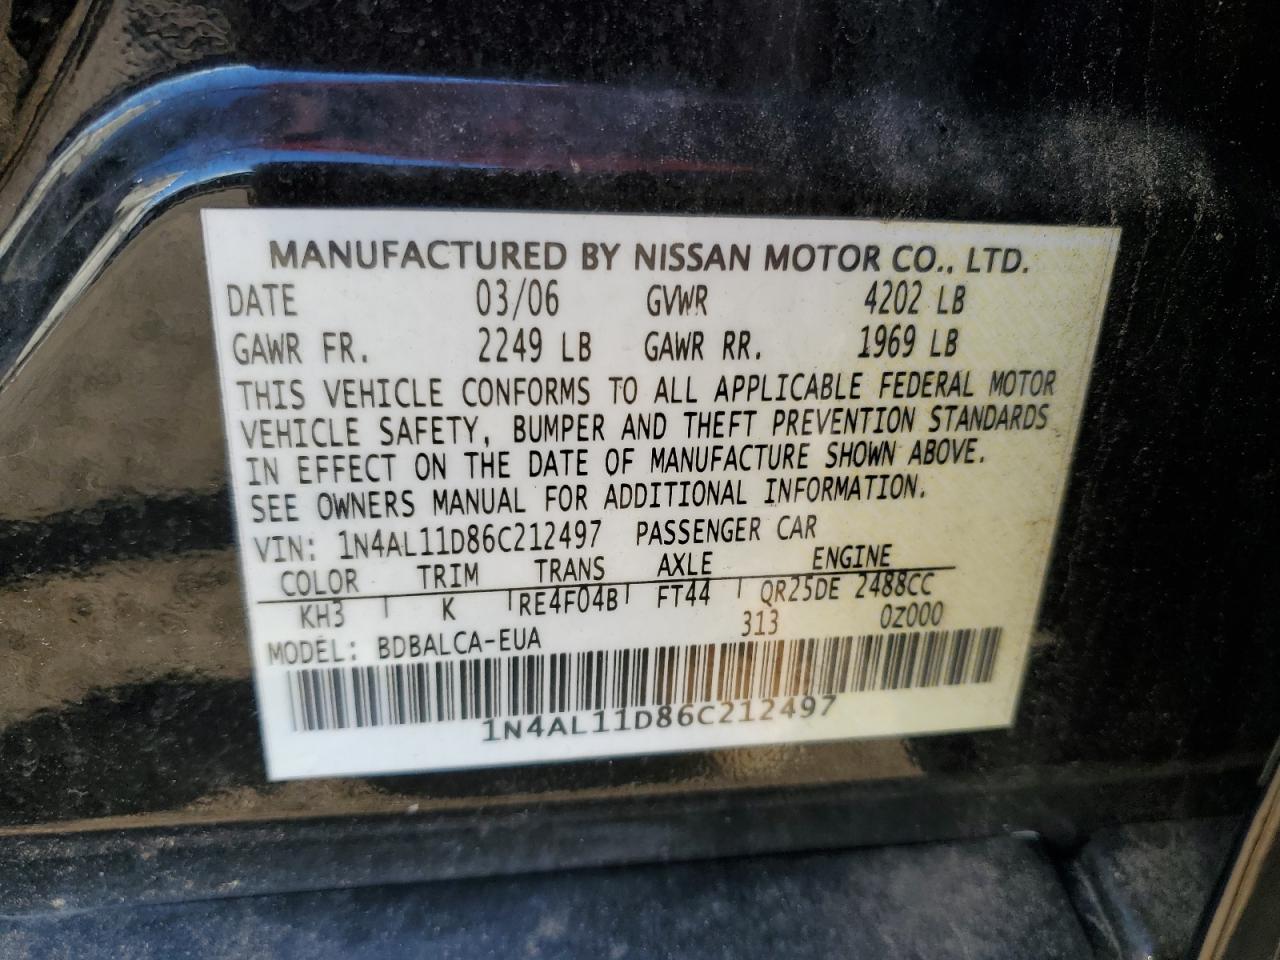 MANUFACTURED BY NISSAN MOTOR CO., LTD.
DATE 03/06 GVWR 4202 LB
GAWR FR. 2249 LB GAWR RR. 1969 LB
THIS VEHICLE CONFORMS TO ALL APPLICABLE FEDERAL MOTOR
VEHICLE SAFETY, BUMPER AND THEFT PREVENTION STANDARDS
IN EFFECT ON THE DATE OF MANUFACTURE SHOWN ABOVE.
SEE OWNERS MANUAL FOR ADDITIONAL INFORMATION.
VIN: 1N4AL11D86C212497 PASSENGER CAR
COLOR TRIM TRANS AXLE ENGINE
KH3 K RE4F04B FT44 QR25DE 2488CC
313 0Z000
MODEL: BDBALCA-EUA
1N4AL11D86C212497